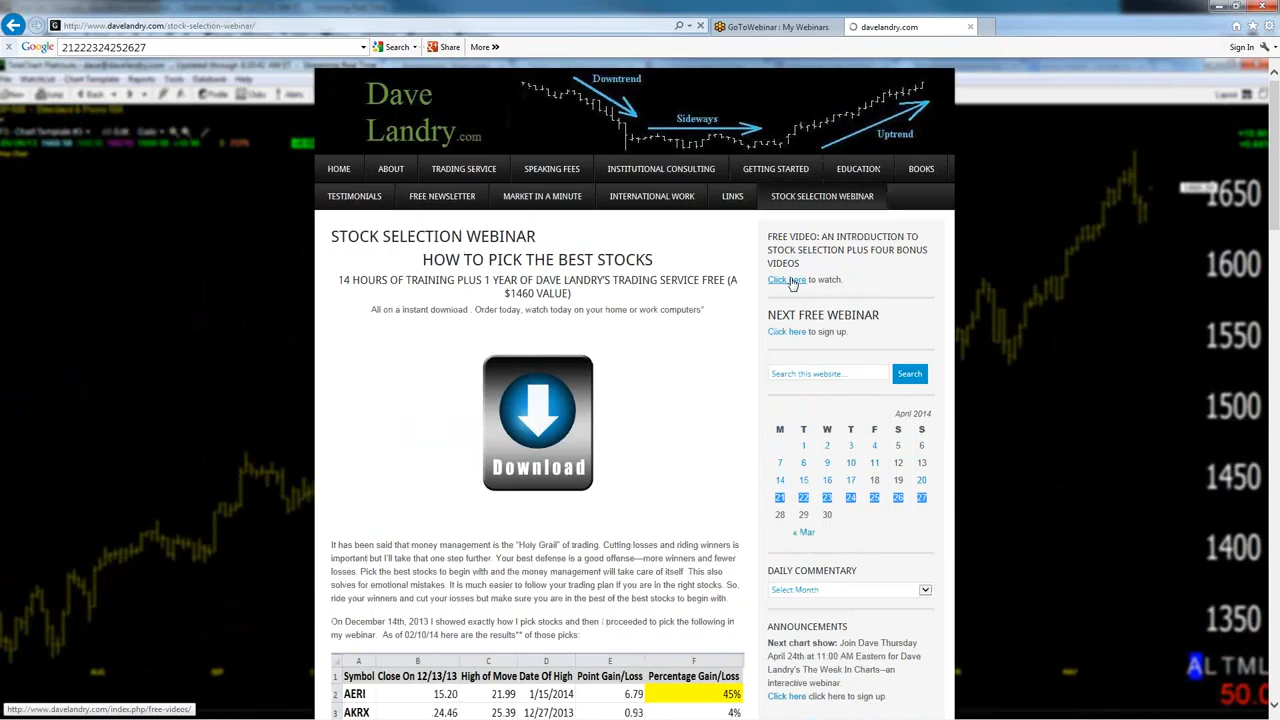 http://www.davelandry.com/stock-selection-webinar/
GoToWebinar : My Webinars
davelandry.com
Google
21222324252627
Search
Share
More »
Sign In
Dave
Landry.com
Downtrend
Sideways
Uptrend
HOME
ABOUT
TRADING SERVICE
SPEAKING FEES
INSTITUTIONAL CONSULTING
GETTING STARTED
EDUCATION
BOOKS
TESTIMONIALS
FREE NEWSLETTER
MARKET IN A MINUTE
INTERNATIONAL WORK
LINKS
STOCK SELECTION WEBINAR
STOCK SELECTION WEBINAR
HOW TO PICK THE BEST STOCKS
14 HOURS OF TRAINING PLUS 1 YEAR OF DAVE LANDRY'S TRADING SERVICE FREE (A
$1460 VALUE)
All on a instant download . Order today, watch today on your home or work computers*
Download
It has been said that money management is the "Holy Grail" of trading. Cutting losses and riding winners is
important but I'll take that one step further. Your best defense is a good offense—more winners and fewer
losses. Pick the best stocks to begin with and the money management will take care of itself. This also
solves for emotional mistakes. It is much easier to follow your trading plan if you are in the right stocks. So,
ride your winners and cut your losses but make sure you are in the best of the best stocks to begin with.
On December 14th, 2013 I showed exactly how I pick stocks and then I proceeded to pick the following in
my webinar. As of 02/10/14 here are the results** of those picks:
A B C D E F
1 Symbol Close On 12/13/13 High of Move Date Of High Point Gain/Loss Percentage Gain/Loss
2 AERI 15.20 21.99 1/15/2014 6.79 45%
3 AKRX 24.46 25.39 12/27/2013 0.93 4%
FREE VIDEO: AN INTRODUCTION TO
STOCK SELECTION PLUS FOUR BONUS
VIDEOS
Click here to watch.
NEXT FREE WEBINAR
Click here to sign up.
Search this website...
Search
April 2014
M T W T F S S
1 2 3 4 5 6
7 8 9 10 11 12 13
14 15 16 17 18 19 20
21 22 23 24 25 26 27
28 29 30
« Mar
DAILY COMMENTARY
Select Month
ANNOUNCEMENTS
Next chart show: Join Dave Thursday
April 24th at 11:00 AM Eastern for Dave
Landry's The Week In Charts–an
interactive webinar.
Click here click here to sign up.
1650
1600
1550
1500
1450
1400
1350
50.0
http://www.davelandry.com/index.php/free-videos/